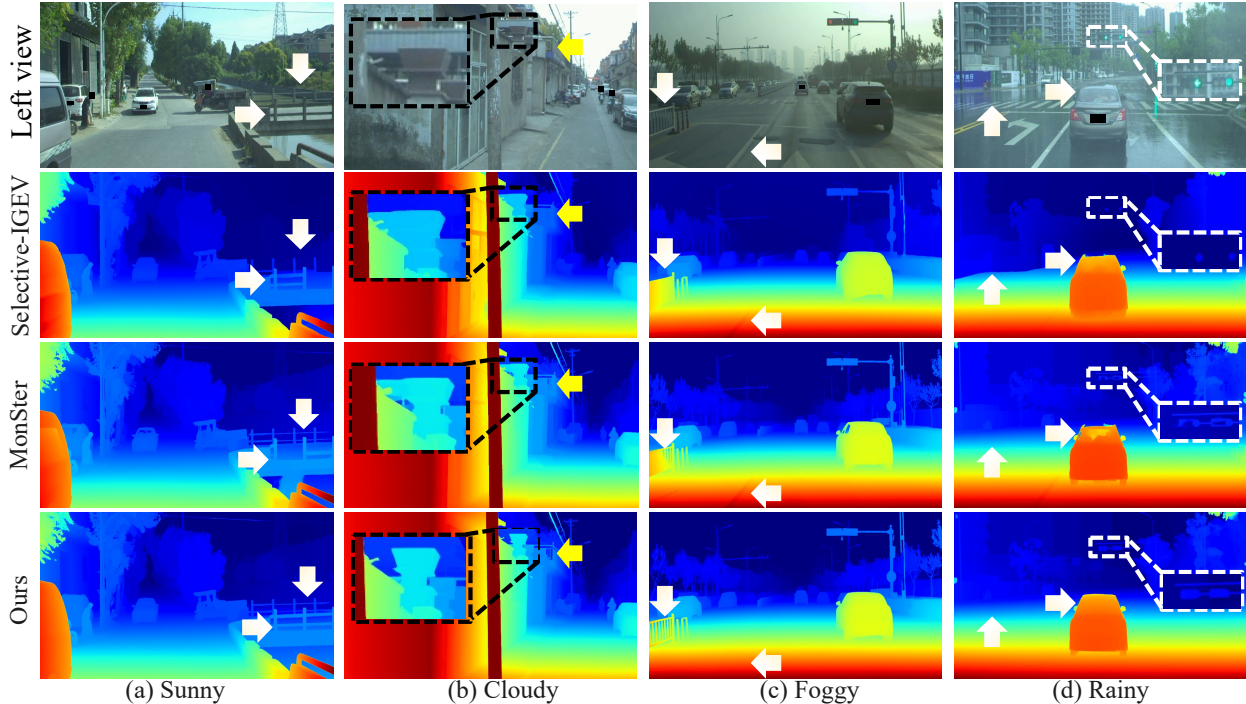 Left view
Selective-IGEV
MonSter
Ours
(a) Sunny
(b) Cloudy
(c) Foggy
(d) Rainy